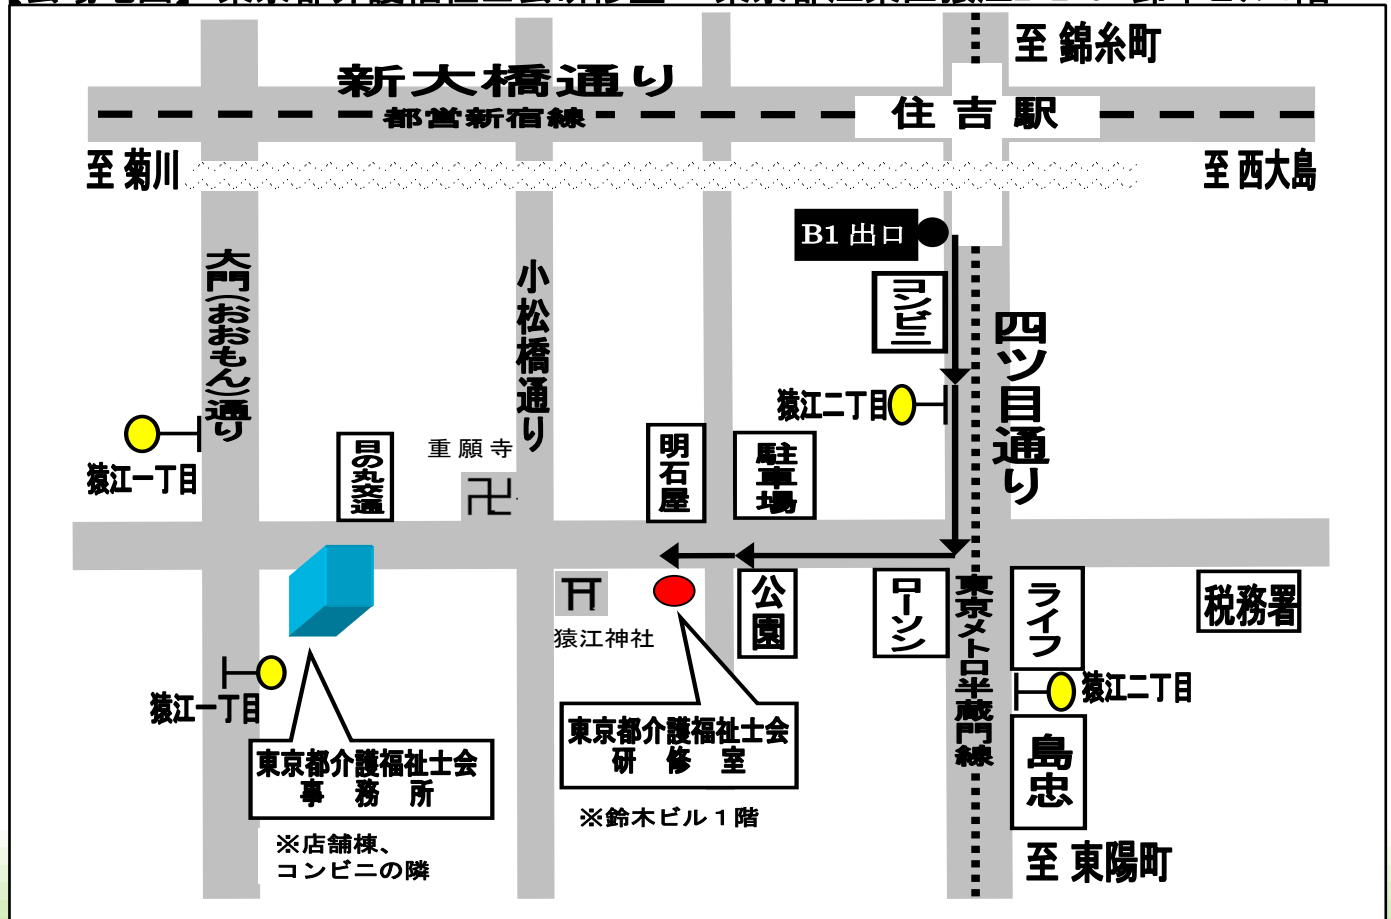 至 錦糸町
新大橋通り
都営新宿線
住吉駅
至 菊川
至 西大島
B1 出口
コンビニ
大門(おおもん)通り
小松橋通り
四ツ目通り
猿江二丁目
猿江一丁目
日の丸交通
重願寺
卍
明石屋
駐車場
猿江神社
公園
ローソン
東京メトロ半蔵門線
ライフ
税務署
猿江二丁目
猿江一丁目
東京都介護福祉士会
事務所
※店舗棟、
コンビニの隣
東京都介護福祉士会
研修室
※鈴木ビル1階
島忠
至 東陽町